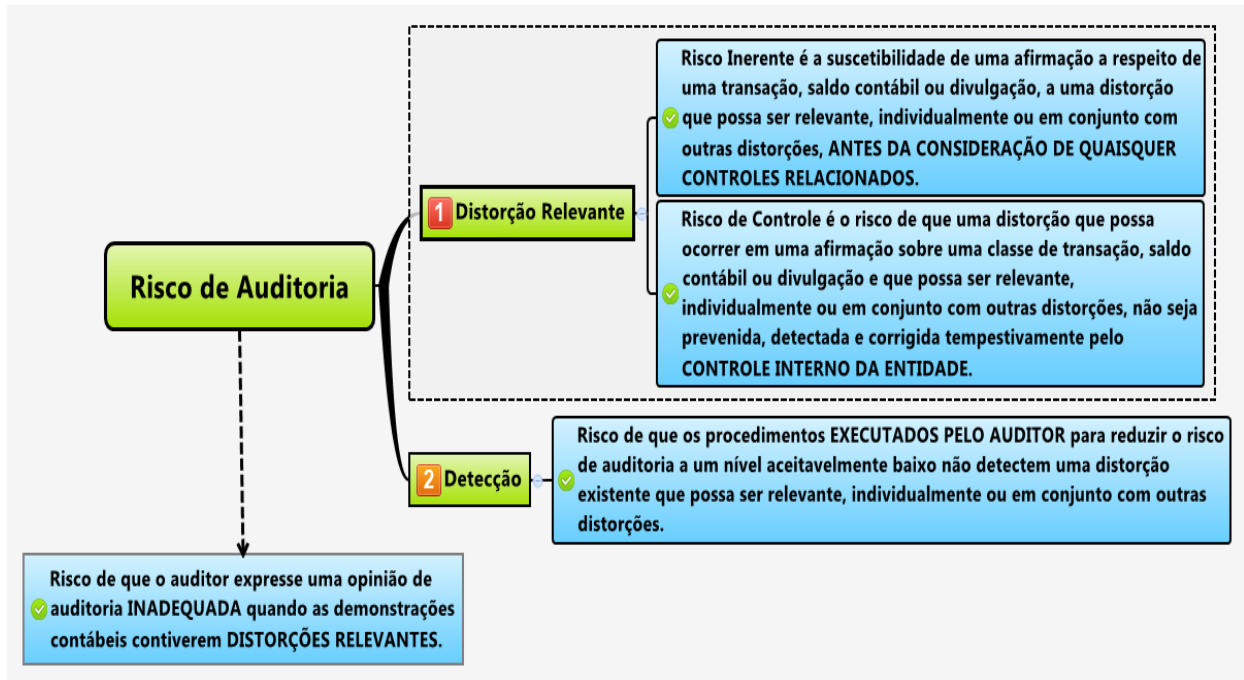 Risco de Auditoria
1 Distorção Relevante
Risco Inerente é a suscetibilidade de uma afirmação a respeito de
uma transação, saldo contábil ou divulgação, a uma distorção
que possa ser relevante, individualmente ou em conjunto com
outras distorções, ANTES DA CONSIDERAÇÃO DE QUAISQUER
CONTROLES RELACIONADOS.
Risco de Controle é o risco de que uma distorção que possa
ocorrer em uma afirmação sobre uma classe de transação, saldo
contábil ou divulgação e que possa ser relevante,
individualmente ou em conjunto com outras distorções, não seja
prevenida, detectada e corrigida tempestivamente pelo
CONTROLE INTERNO DA ENTIDADE.
2 Detecção
Risco de que os procedimentos EXECUTADOS PELO AUDITOR para reduzir o risco
de auditoria a um nível aceitavelmente baixo não detectem uma distorção
existente que possa ser relevante, individualmente ou em conjunto com outras
distorções.
Risco de que o auditor expresse uma opinião de
auditoria INADEQUADA quando as demonstrações
contábeis contiverem DISTORÇÕES RELEVANTES.